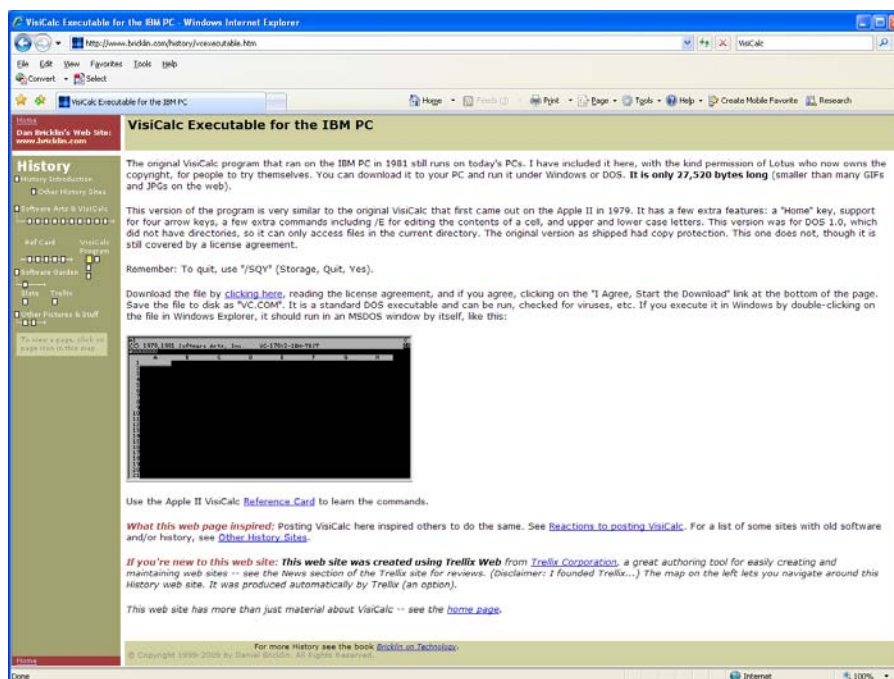 VisiCalc Executable for the IBM PC - Windows Internet Explorer
http://www.bricklin.com/history/vcexecutable.htm
VisiCalc
File Edit View Favorites Tools Help
Convert Select
VisiCalc Executable for the IBM PC
Home Feeds (J) Print Page Tools Help Create Mobile Favorite Research
Home
Dan Bricklin's Web Site:
www.bricklin.com
History
History Introduction
Other History Sites
Software Arts & VisiCalc
Ref Card VisiCalc
Program
Software Garden
Slate Trellix
Other Pictures & Stuff
To view a page, click on
page icon in this map
Home
VisiCalc Executable for the IBM PC
The original VisiCalc program that ran on the IBM PC in 1981 still runs on today's PCs. I have included it here, with the kind permission of Lotus who now owns the
copyright, for people to try themselves. You can download it to your PC and run it under Windows or DOS. It is only 27,520 bytes long (smaller than many GIFs
and JPGs on the web).
This version of the program is very similar to the original VisiCalc that first came out on the Apple II in 1979. It has a few extra features: a "Home" key, support
for four arrow keys, a few extra commands including /E for editing the contents of a cell, and upper and lower case letters. This version was for DOS 1.0, which
did not have directories, so it can only access files in the current directory. The original version as shipped had copy protection. This one does not, though it is
still covered by a license agreement.
Remember: To quit, use "/SQY" (Storage, Quit, Yes).
Download the file by clicking here, reading the license agreement, and if you agree, clicking on the "I Agree, Start the Download" link at the bottom of the page.
Save the file to disk as "VC.COM". It is a standard DOS executable and can be run, checked for viruses, etc. If you execute it in Windows by double-clicking on
the file in Windows Explorer, it should run in an MSDOS window by itself, like this:
1979,1981 Software Arts, Inc.
A B C D E F G H
Use the Apple II VisiCalc Reference Card to learn the commands.
What this web page inspired: Posting VisiCalc here inspired others to do the same. See Reactions to posting VisiCalc. For a list of some sites with old software
and/or history, see Other History Sites.
If you're new to this web site: This web site was created using Trellix Web from Trellix Corporation, a great authoring tool for easily creating and
maintaining web sites -- see the News section of the Trellix site for reviews. (Disclaimer: I founded Trellix...) The map on the left lets you navigate around this
History web site. It was produced automatically by Trellix (an option).
This web site has more than just material about VisiCalc -- see the home page.
For more History see the book Bricklin on Technology.
© Copyright 1999-2009 by Daniel Bricklin. All Rights Reserved.
Done
Internet
100%